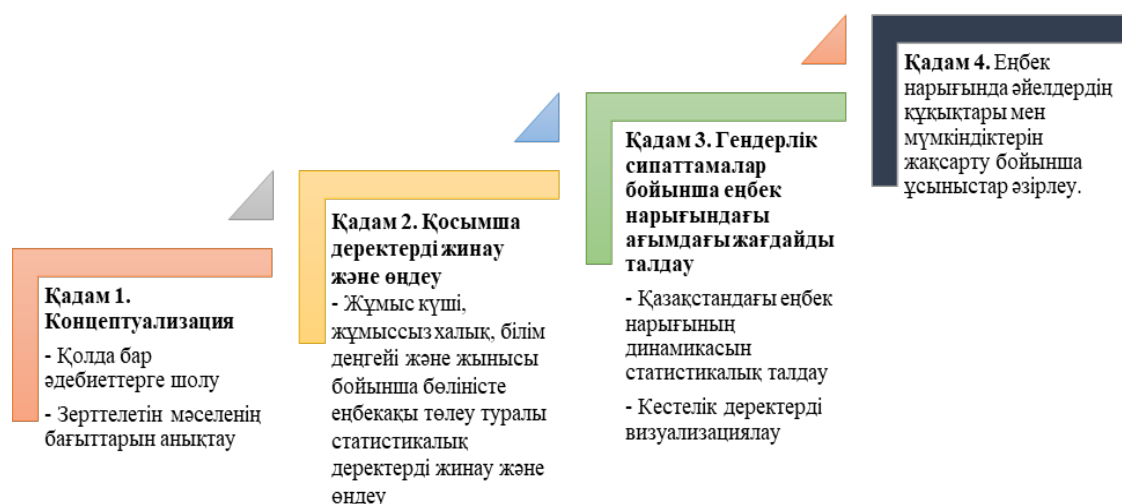 Қадам 1.
Концептуализация
- Қолда бар
әдебиеттерге шолу
- Зерттелетін мәселенің
бағыттарын анықтау
Қадам 2. Қосымша
деректерді жинау
және өңдеу
- Жұмыс күші,
жұмыссыз халық, білім
деңгейі және жынысы
бойынша бөліністе
еңбекақы төлеу туралы
статистикалық
деректерді жинау және
өңдеу
Қадам 3. Гендерлік
сипаттамалар
бойынша еңбек
нарығындағы
ағымдағы жағдайды
талдау
- Қазақстандағы еңбек
нарығының
динамикасын
статистикалық талдау
- Кестелік деректерді
визуализациялау
Қадам 4. Еңбек
нарығында әйелдердің
құқықтары мен
мүмкіндіктерін
жақсарту бойынша
ұсыныстар әзірлеу.